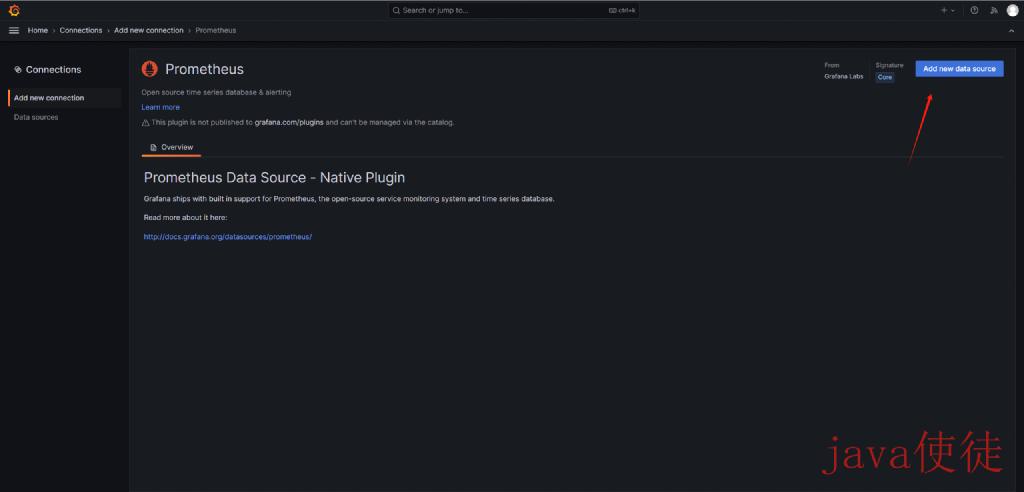 Search or jump to...
ctrl+k
Home › Connections › Add new connection › Prometheus
Connections
Add new connection
Data sources
Prometheus
From
Grafana Labs
Signature
Core
Add new data source
Open source time series database & alerting
Learn more
This plugin is not published to grafana.com/plugins and can't be managed via the catalog.
Overview
Prometheus Data Source - Native Plugin
Grafana ships with built in support for Prometheus, the open-source service monitoring system and time series database.
Read more about it here:
http://docs.grafana.org/datasources/prometheus/
java使徒